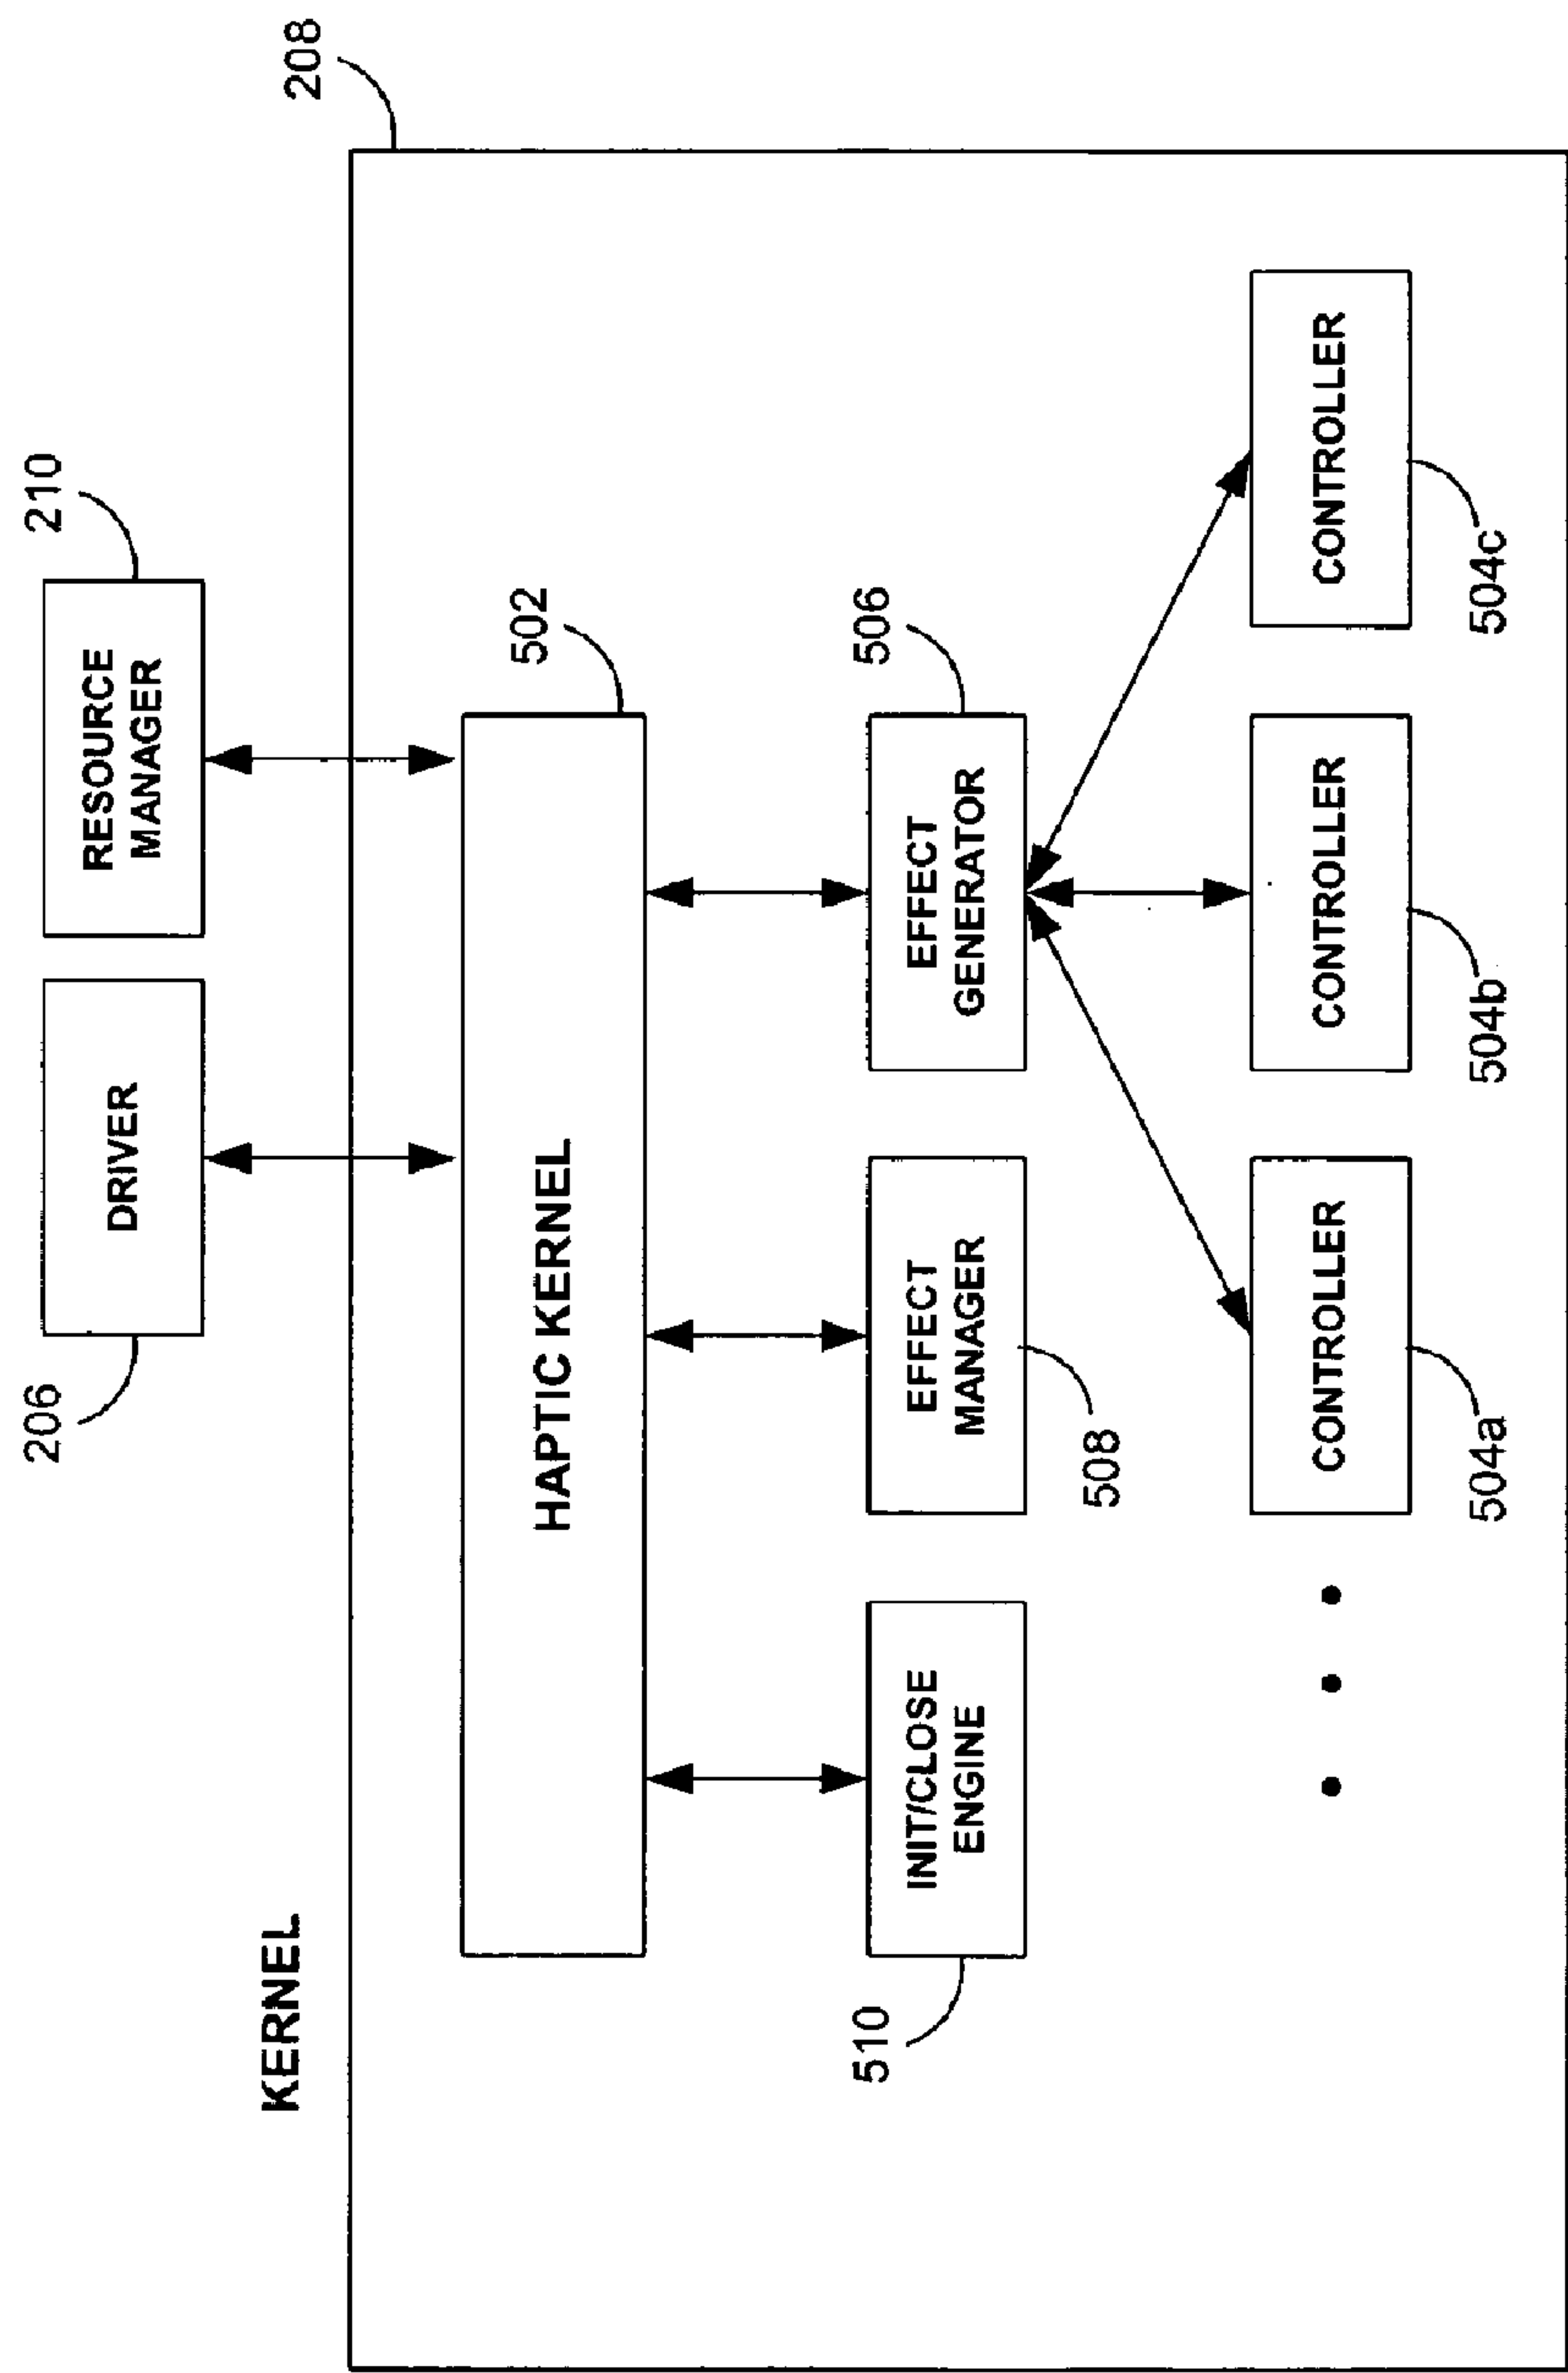 206
DRIVER
RESOURCE
MANAGER
210
KERNEL
208
HAPTIC KERNEL
502
510
INIT/CLOSE
ENGINE
EFFECT
MANAGER
508
EFFECT
GENERATOR
506
CONTROLLER
504a
CONTROLLER
504b
CONTROLLER
504c